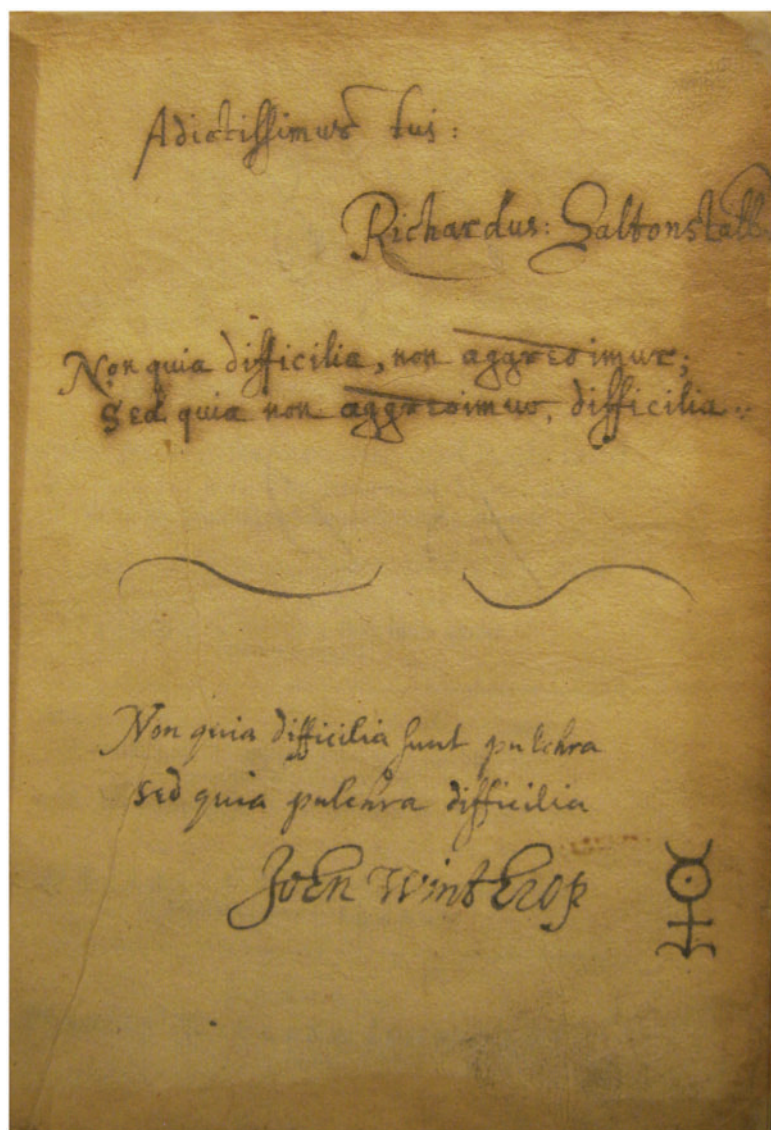 Adictissimus tui:
Richardus: Saltonstall.
Non quia difficilia, non aggredimur;
Sed quia non aggredimur, difficilia.
Non quia difficilia sunt pulchra
sed quia pulchra difficilia
John Winthrop